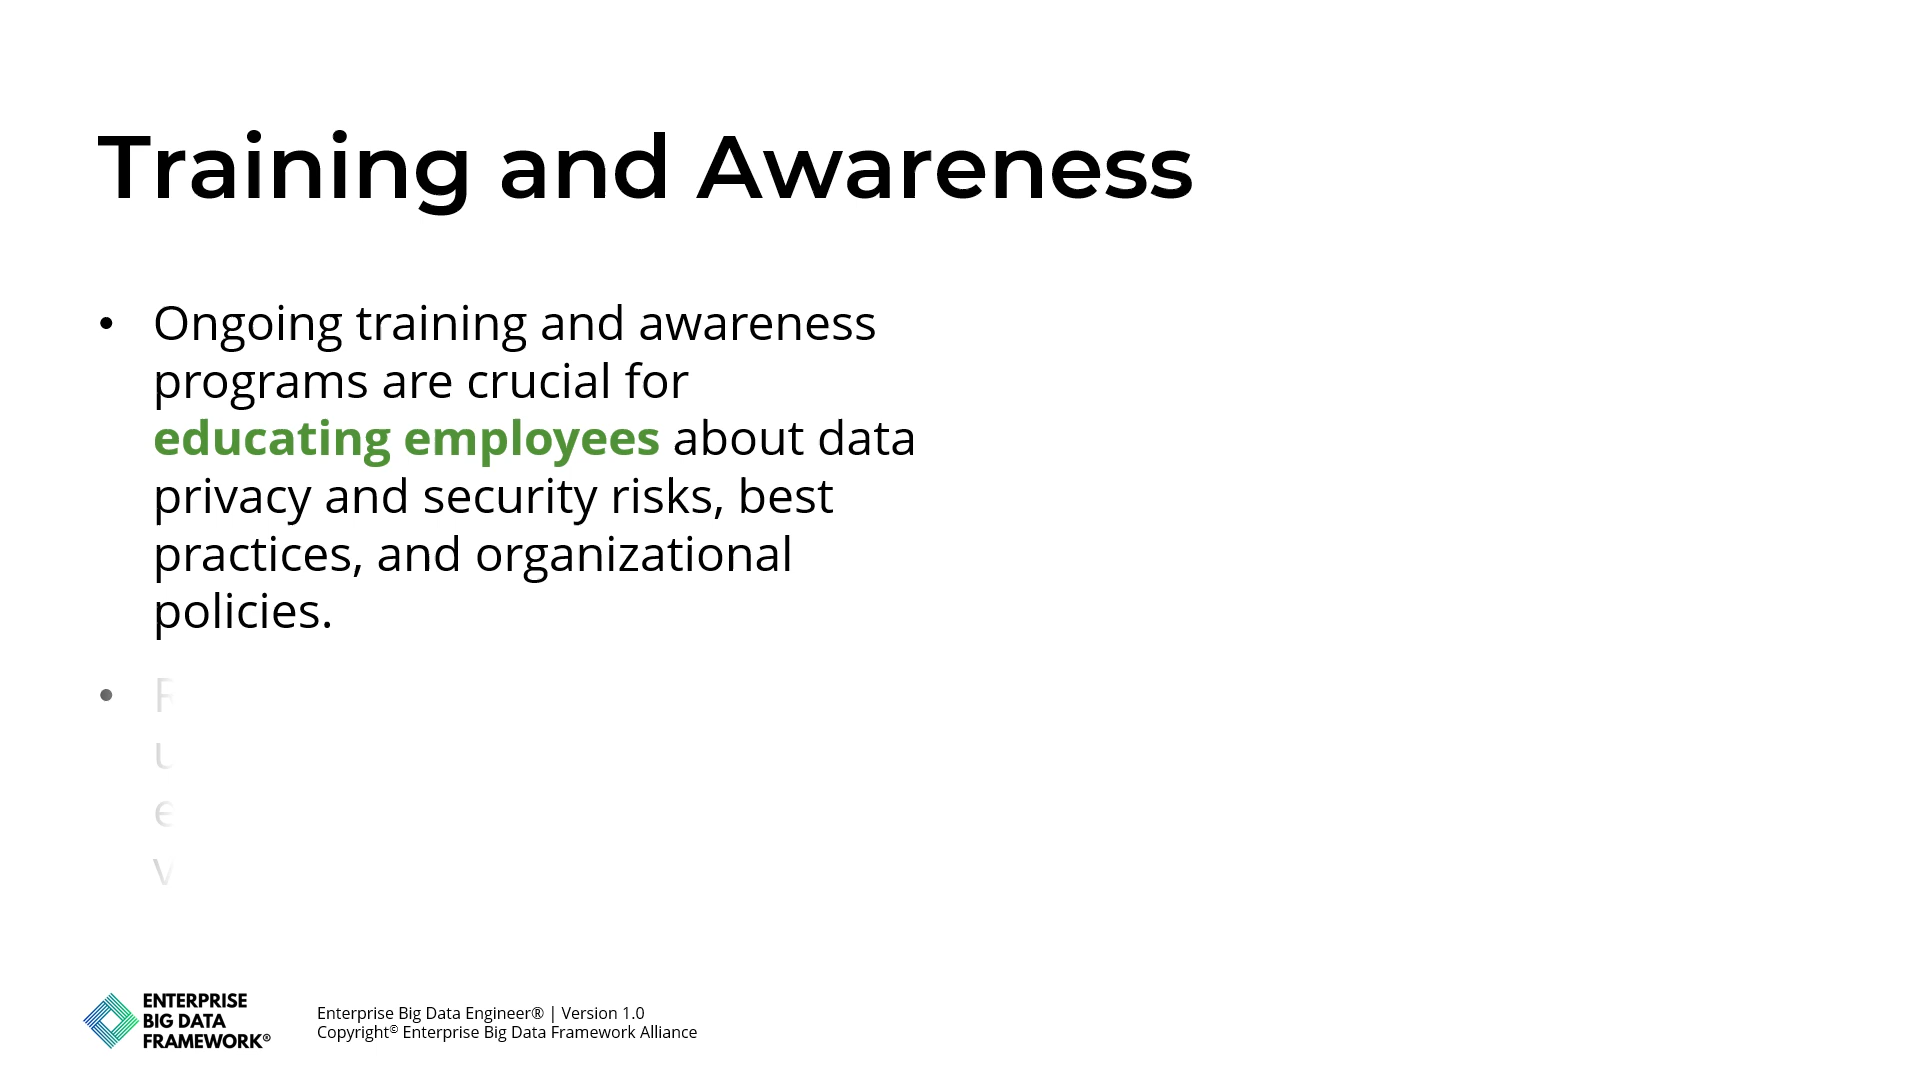 Training and Awareness
• Ongoing training and awareness
programs are crucial for
educating employees about data
privacy and security risks, best
practices, and organizational
policies.
ENTERPRISE
BIG DATA
FRAMEWORK®
Enterprise Big Data Engineer® | Version 1.0
Copyright© Enterprise Big Data Framework Alliance